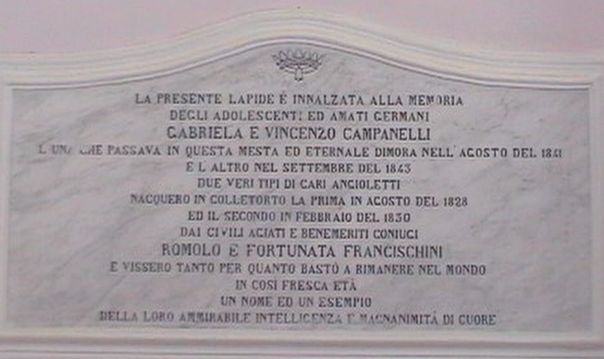 LA PRESENTE LAPIDE È INNALZATA ALLA MEMORIA
DEGLI ADOLESCENTI ED AMATI GERMANI
GABRIELA E VINCENZO CAMPANELLI
L'UNA CHE PASSAVA IN QUESTA MESTA ED ETERNALE DIMORA NELL'AGOSTO DEL 1841
E L'ALTRO NEL SETTEMBRE DEL 1843
DUE VERI TIPI DI CARI ANGIOLETTI
NACQUERO IN COLLETORTO LA PRIMA IN AGOSTO DEL 1828
ED IL SECONDO IN FEBBRAIO DEL 1830
DAI CIVILI AGIATI E BENEMERITI CONIUGI
ROMOLO E FORTUNATA FRANCISCHINI
E VISSERO TANTO PER QUANTO BASTÒ A RIMANERE NEL MONDO
IN COSÌ FRESCA ETÀ
UN NOME ED UN ESEMPIO
DELLA LORO AMMIRABILE INTELLIGENZA E MAGNANIMITÀ DI CUORE